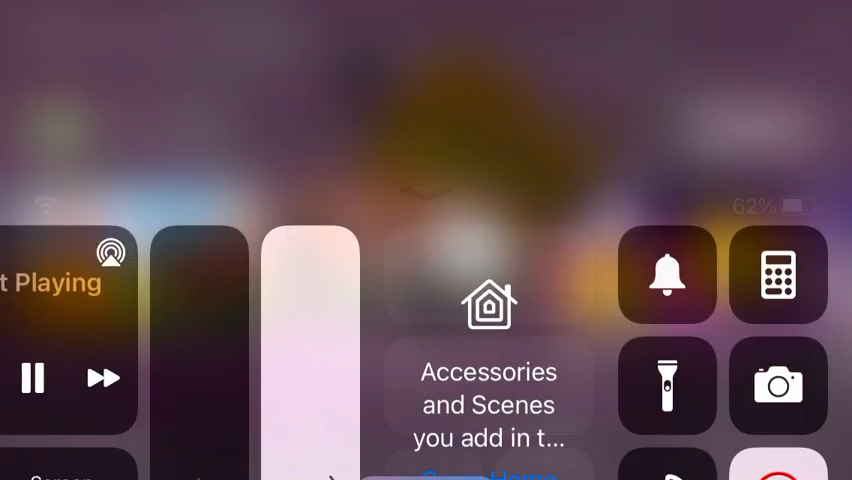 62%
t Playing
Accessories
and Scenes
you add in t...